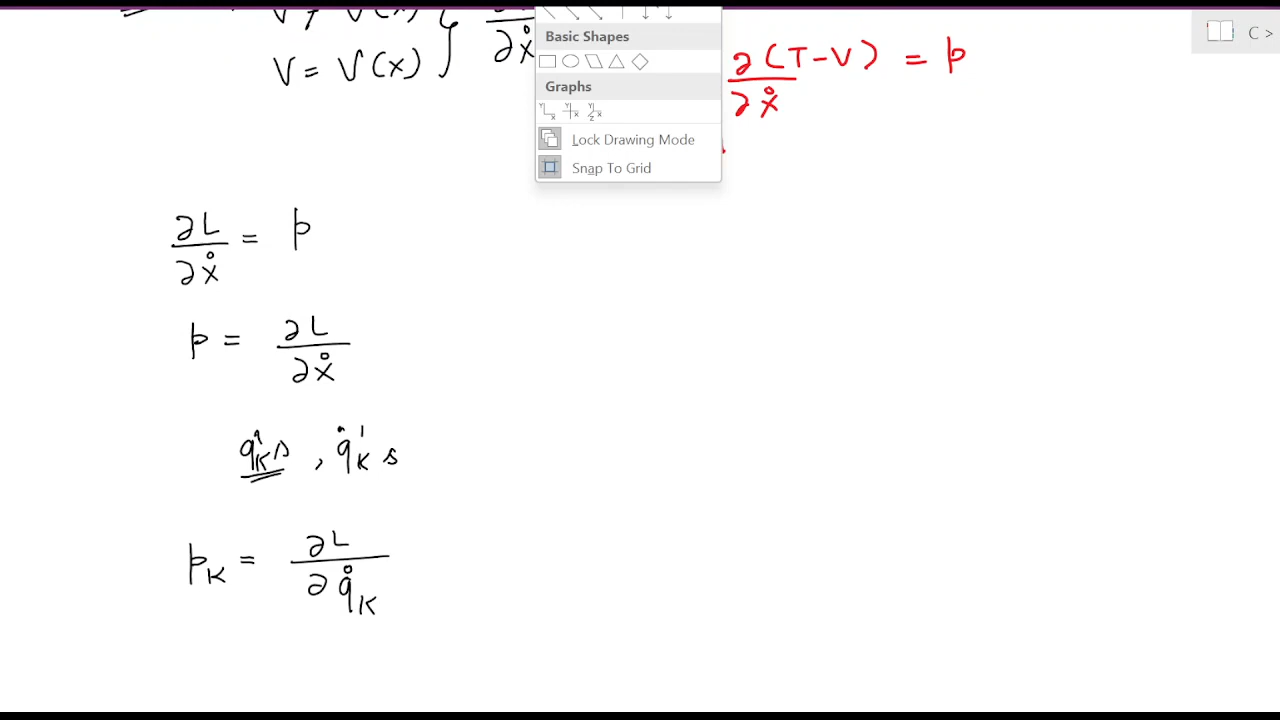 V ≠ V(ẋ)
V = V(x) } ∂ẋ
∂(T-V)/∂ẋ = p
Basic Shapes
Graphs
Lock Drawing Mode
Snap To Grid
C >
∂L/∂ẋ = p
p = ∂L/∂ẋ
qₖ's , q̇ₖ's
pₖ = ∂L/∂q̇ₖ